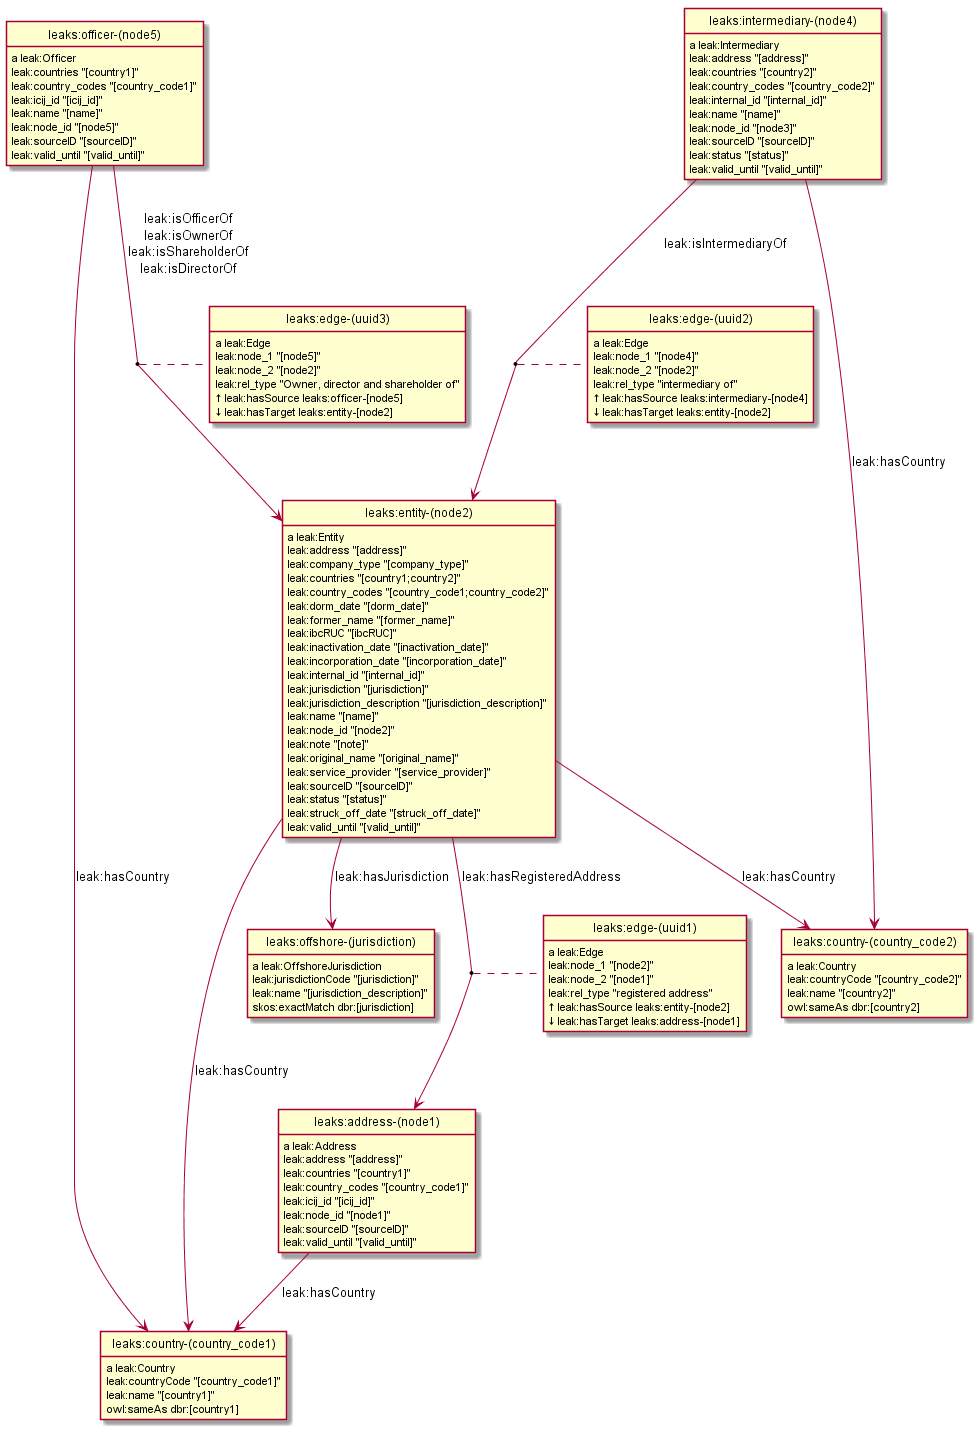 leaks:officer-(node5)
a leak:Officer
leak:countries "[country1]"
leak:country_codes "[country_code1]"
leak:icij_id "[icij_id]"
leak:name "[name]"
leak:node_id "[node5]"
leak:sourceID "[sourceID]"
leak:valid_until "[valid_until]"
leaks:intermediary-(node4)
a leak:Intermediary
leak:address "[address]"
leak:countries "[country2]"
leak:country_codes "[country_code2]"
leak:internal_id "[internal_id]"
leak:name "[name]"
leak:node_id "[node3]"
leak:sourceID "[sourceID]"
leak:status "[status]"
leak:valid_until "[valid_until]"
leak:isOfficerOf
leak:isOwnerOf
leak:isShareholderOf
leak:isDirectorOf
leak:isIntermediaryOf
leaks:edge-(uuid3)
a leak:Edge
leak:node_1 "[node5]"
leak:node_2 "[node2]"
leak:rel_type "Owner, director and shareholder of"
↑ leak:hasSource leaks:officer-[node5]
↓ leak:hasTarget leaks:entity-[node2]
leaks:edge-(uuid2)
a leak:Edge
leak:node_1 "[node4]"
leak:node_2 "[node2]"
leak:rel_type "intermediary of"
↑ leak:hasSource leaks:intermediary-[node4]
↓ leak:hasTarget leaks:entity-[node2]
leak:hasCountry
leaks:entity-(node2)
a leak:Entity
leak:address "[address]"
leak:company_type "[company_type]"
leak:countries "[country1;country2]"
leak:country_codes "[country_code1;country_code2]"
leak:dorm_date "[dorm_date]"
leak:former_name "[former_name]"
leak:ibcRUC "[ibcRUC]"
leak:inactivation_date "[inactivation_date]"
leak:incorporation_date "[incorporation_date]"
leak:internal_id "[internal_id]"
leak:jurisdiction "[jurisdiction]"
leak:jurisdiction_description "[jurisdiction_description]"
leak:name "[name]"
leak:node_id "[node2]"
leak:note "[note]"
leak:original_name "[original_name]"
leak:service_provider "[service_provider]"
leak:sourceID "[sourceID]"
leak:status "[status]"
leak:struck_off_date "[struck_off_date]"
leak:valid_until "[valid_until]"
leak:hasCountry
leak:hasJurisdiction
leak:hasRegisteredAddress
leak:hasCountry
leaks:offshore-(jurisdiction)
a leak:OffshoreJurisdiction
leak:jurisdictionCode "[jurisdiction]"
leak:name "[jurisdiction_description]"
skos:exactMatch dbr:[jurisdiction]
leaks:edge-(uuid1)
a leak:Edge
leak:node_1 "[node2]"
leak:node_2 "[node1]"
leak:rel_type "registered address"
↑ leak:hasSource leaks:entity-[node2]
↓ leak:hasTarget leaks:address-[node1]
leaks:country-(country_code2)
a leak:Country
leak:countryCode "[country_code2]"
leak:name "[country2]"
owl:sameAs dbr:[country2]
leak:hasCountry
leaks:address-(node1)
a leak:Address
leak:address "[address]"
leak:countries "[country1]"
leak:country_codes "[country_code1]"
leak:icij_id "[icij_id]"
leak:node_id "[node1]"
leak:sourceID "[sourceID]"
leak:valid_until "[valid_until]"
leak:hasCountry
leaks:country-(country_code1)
a leak:Country
leak:countryCode "[country_code1]"
leak:name "[country1]"
owl:sameAs dbr:[country1]